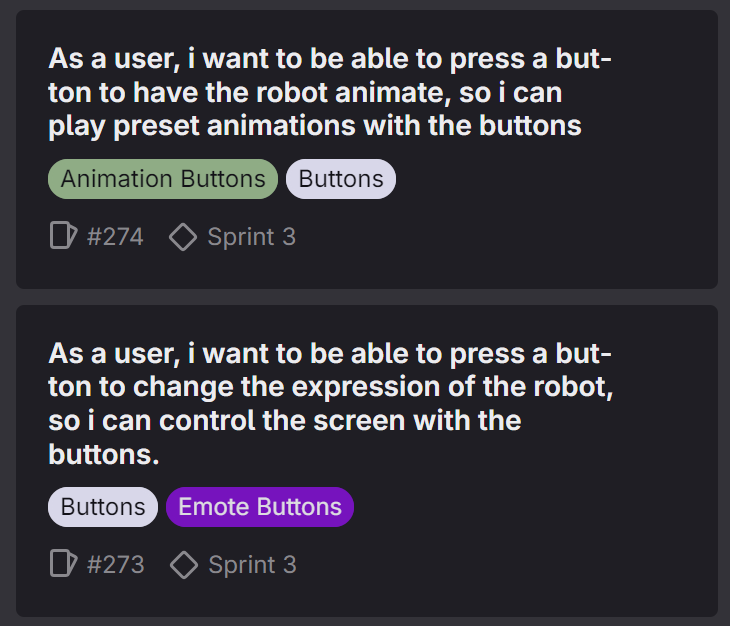 As a user, i want to be able to press a but-
ton to have the robot animate, so i can
play preset animations with the buttons
Animation Buttons Buttons
#274 Sprint 3
As a user, i want to be able to press a but-
ton to change the expression of the robot,
so i can control the screen with the
buttons.
Buttons Emote Buttons
#273 Sprint 3